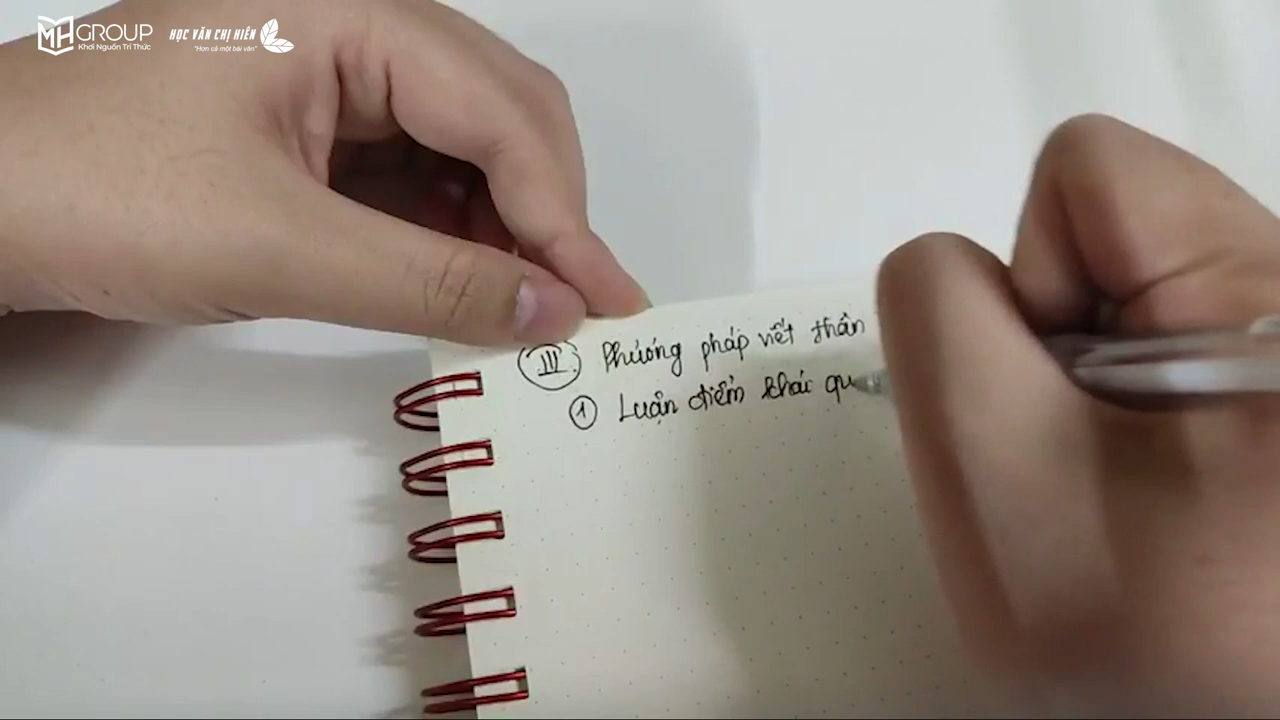 MH GROUP
Khơi Nguồn Tri Thức
HỌC VĂN CHỊ HIÊN
"Hơn cả một bài văn"
III. Phương pháp viết thân
1 Luận điểm khái qu